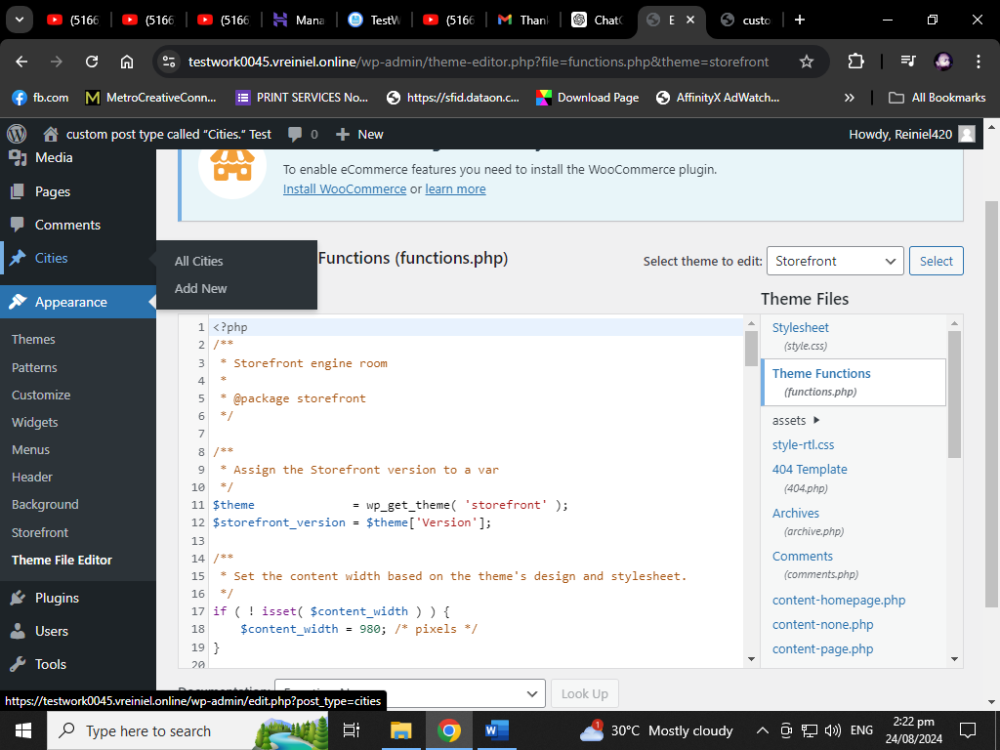 (5166
(5166
(5166
Mana
TestW
(5166
Than
ChatG
E
custo
testwork0045.vreiniel.online/wp-admin/theme-editor.php?file=functions.php&theme=storefront
fb.com
MetroCreativeConn...
PRINT SERVICES No...
https://sfid.dataon.c...
Download Page
AffinityX AdWatch...
All Bookmarks
custom post type called “Cities.” Test
0
New
Howdy, Reiniel420
Media
Pages
Comments
Cities
All Cities
Add New
Appearance
Themes
Patterns
Customize
Widgets
Menus
Header
Background
Storefront
Theme File Editor
Plugins
Users
Tools
To enable eCommerce features you need to install the WooCommerce plugin.
Install WooCommerce or learn more
Functions (functions.php)
Select theme to edit:
Storefront
Select
Theme Files
1 <?php
2 /**
3  * Storefront engine room
4  *
5  * @package storefront
6  */
7
8 /**
9  * Assign the Storefront version to a var
10  */
11 $theme              = wp_get_theme( 'storefront' );
12 $storefront_version = $theme['Version'];
13
14 /**
15  * Set the content width based on the theme's design and stylesheet.
16  */
17 if ( ! isset( $content_width ) ) {
18     $content_width = 980; /* pixels */
19 }
20
Stylesheet
(style.css)
Theme Functions
(functions.php)
assets
style-rtl.css
404 Template
(404.php)
Archives
(archive.php)
Comments
(comments.php)
content-homepage.php
content-none.php
content-page.php
Look Up
https://testwork0045.vreiniel.online/wp-admin/edit.php?post_type=cities
Type here to search
1
30°C Mostly cloudy
ENG
2:22 pm
24/08/2024